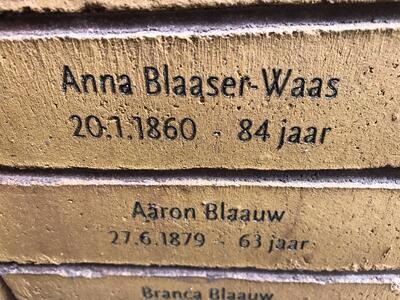 Anna Blaaser-Waas
20.1.1860 - 84 jaar
Aäron Blaauw
27.6.1879 - 63 jaar
Branca Blaauw